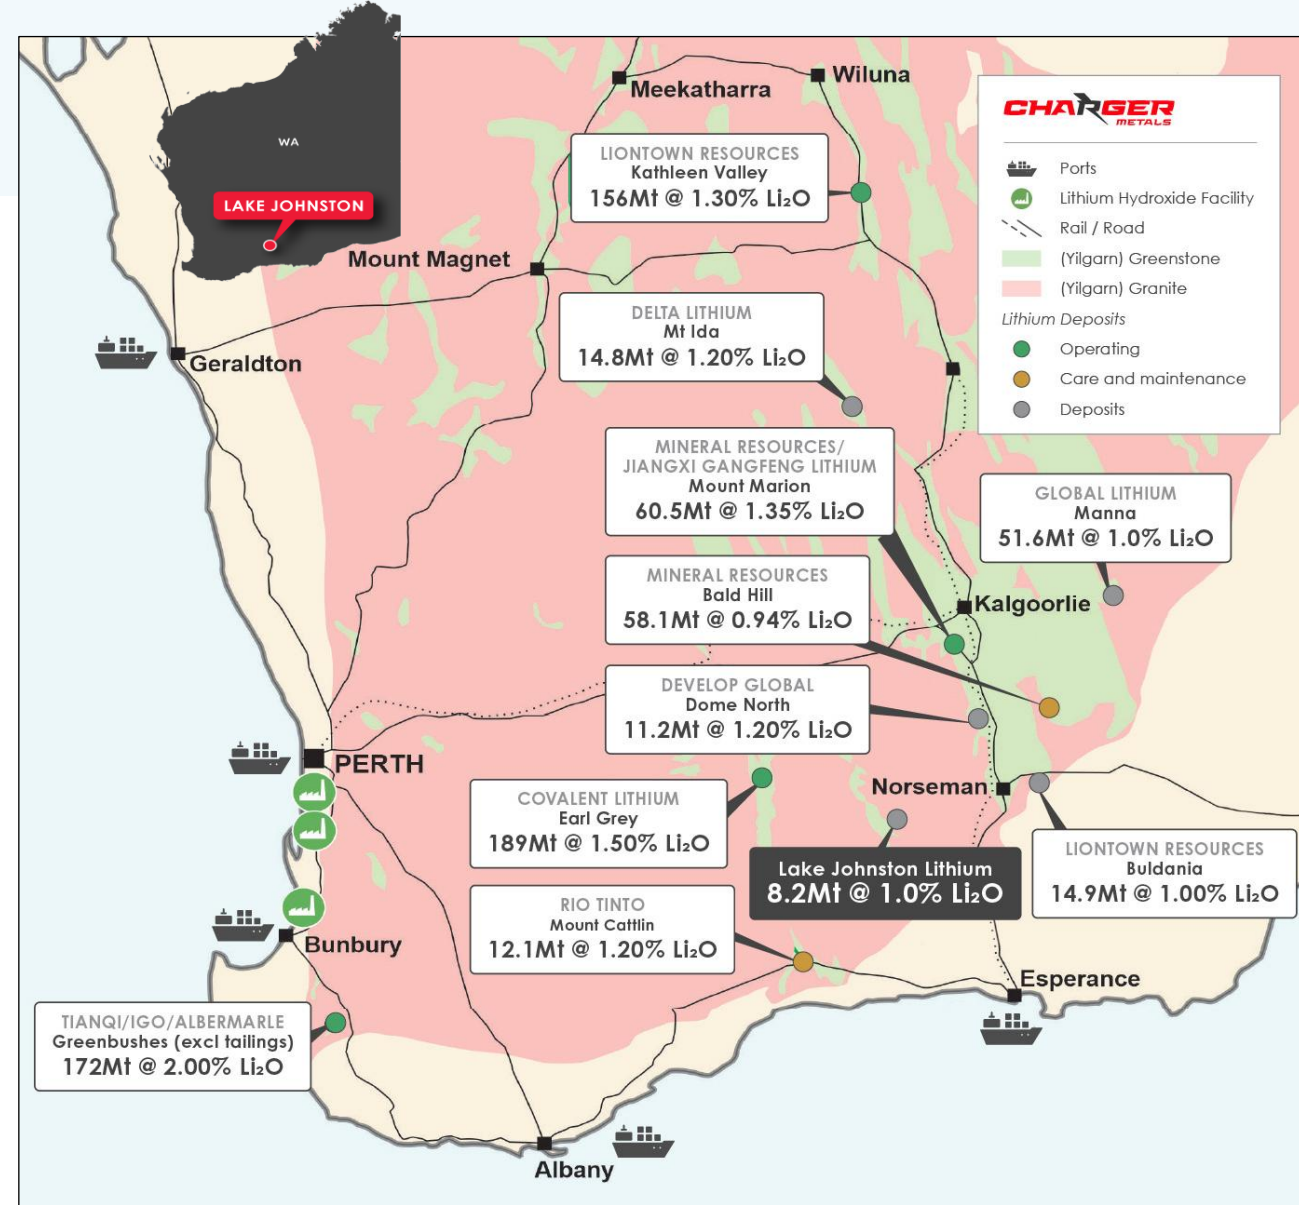 WA
LAKE JOHNSTON
Meekatharra
Wiluna
CHARGER
METALS
Ports
Lithium Hydroxide Facility
Rail / Road
(Yilgarn) Greenstone
(Yilgarn) Granite
Lithium Deposits
Operating
Care and maintenance
Deposits
LIONTOWN RESOURCES
Kathleen Valley
156Mt @ 1.30% Li₂O
Mount Magnet
Geraldton
DELTA LITHIUM
Mt Ida
14.8Mt @ 1.20% Li₂O
MINERAL RESOURCES/
JIANGXI GANGFENG LITHIUM
Mount Marion
60.5Mt @ 1.35% Li₂O
GLOBAL LITHIUM
Manna
51.6Mt @ 1.0% Li₂O
MINERAL RESOURCES
Bald Hill
58.1Mt @ 0.94% Li₂O
Kalgoorlie
DEVELOP GLOBAL
Dome North
11.2Mt @ 1.20% Li₂O
PERTH
Norseman
COVALENT LITHIUM
Earl Grey
189Mt @ 1.50% Li₂O
Lake Johnston Lithium
8.2Mt @ 1.0% Li₂O
LIONTOWN RESOURCES
Buldania
14.9Mt @ 1.00% Li₂O
RIO TINTO
Mount Cattlin
12.1Mt @ 1.20% Li₂O
Bunbury
Esperance
TIANQI/IGO/ALBERMARLE
Greenbushes (excl tailings)
172Mt @ 2.00% Li₂O
Albany